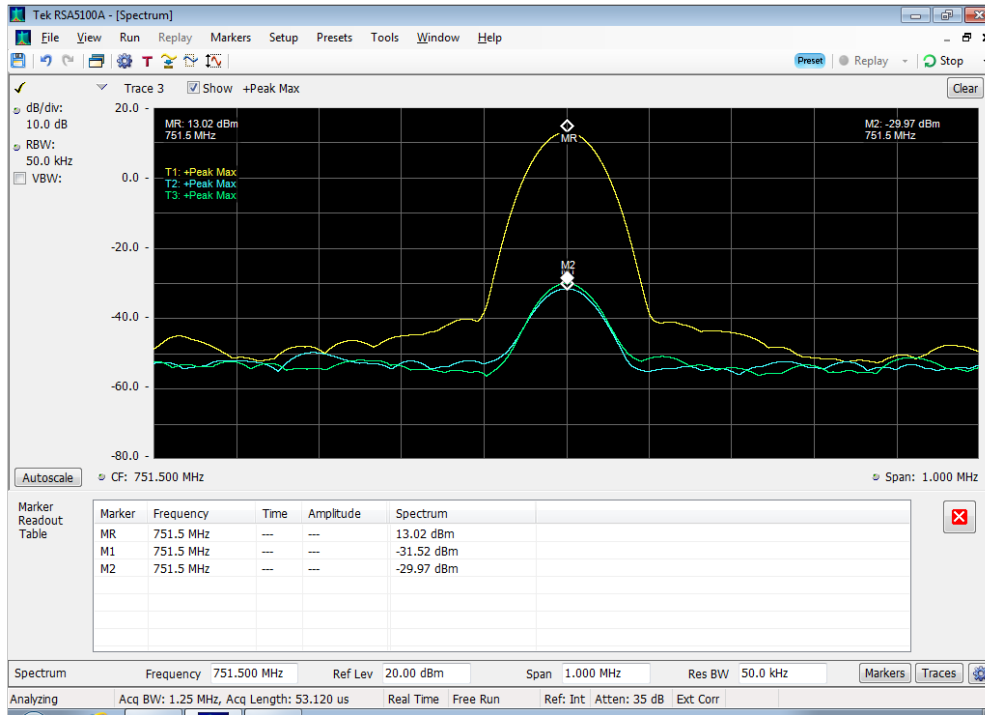 Tek RSA5100A - [Spectrum]
File View Run Replay Markers Setup Presets Tools Window Help
T Preset Replay Stop
Trace 3 Show +Peak Max Clear
dB/div:
10.0 dB
RBW:
50.0 kHz
VBW:
20.0 -
0.0 -
-20.0 -
-40.0 -
-60.0 -
-80.0 -
MR: 13.02 dBm
751.5 MHz
M2: -29.97 dBm
751.5 MHz
T1: +Peak Max
T2: +Peak Max
T3: +Peak Max
MR
M2
Autoscale CF: 751.500 MHz Span: 1.000 MHz
Marker
Readout
Table
Marker Frequency Time Amplitude Spectrum
MR 751.5 MHz --- --- 13.02 dBm
M1 751.5 MHz --- --- -31.52 dBm
M2 751.5 MHz --- --- -29.97 dBm
Spectrum Frequency 751.500 MHz Ref Lev 20.00 dBm Span 1.000 MHz Res BW 50.0 kHz Markers Traces
Analyzing Acq BW: 1.25 MHz, Acq Length: 53.120 us Real Time Free Run Ref: Int Atten: 35 dB Ext Corr